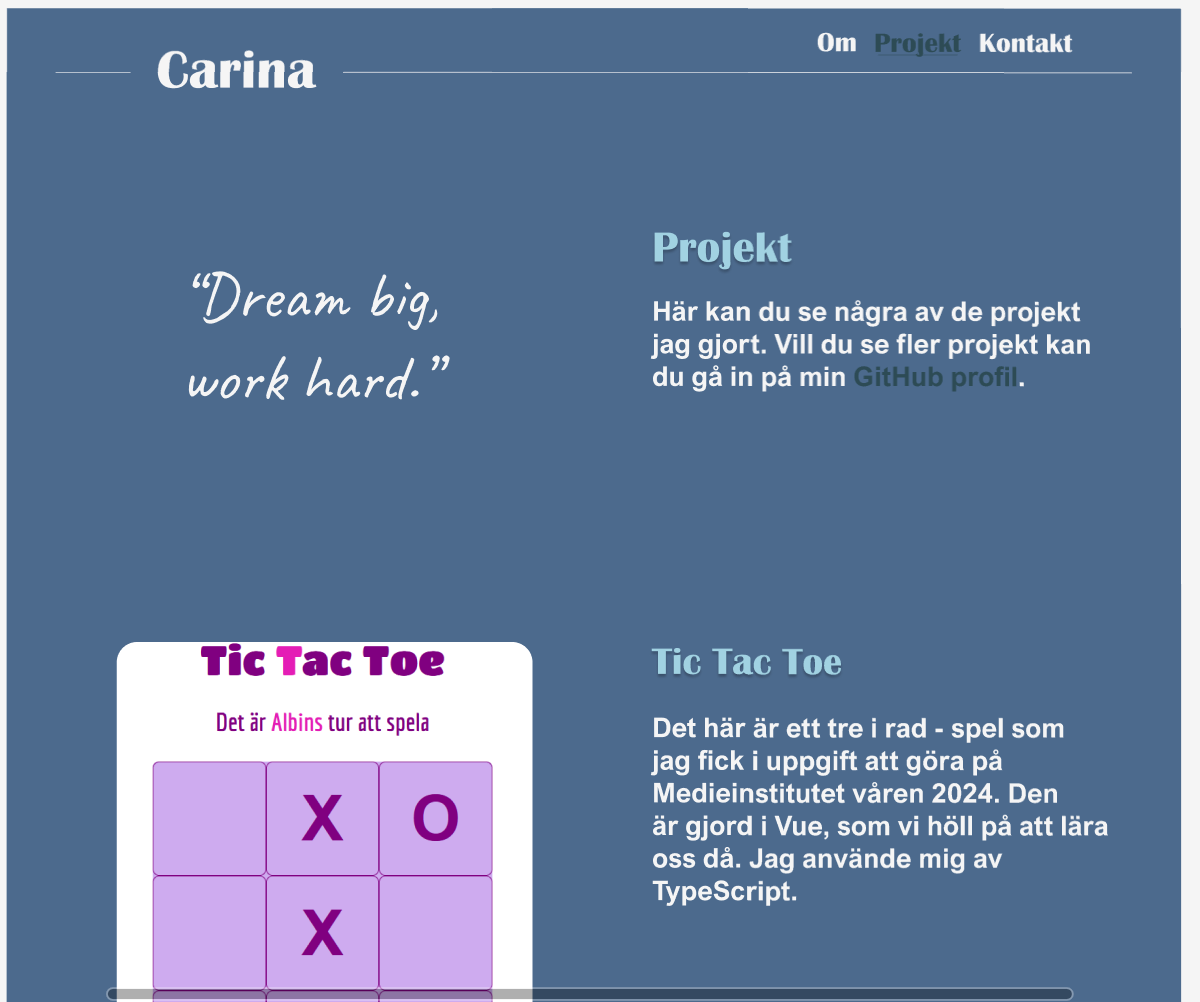 Carina
Om Projekt Kontakt
“Dream big,
work hard.”
Projekt
Här kan du se några av de projekt
jag gjort. Vill du se fler projekt kan
du gå in på min GitHub profil.
Tic Tac Toe
Det är Albins tur att spela
X O
X
Tic Tac Toe
Det här är ett tre i rad - spel som
jag fick i uppgift att göra på
Medieinstitutet våren 2024. Den
är gjord i Vue, som vi höll på att lära
oss då. Jag använde mig av
TypeScript.